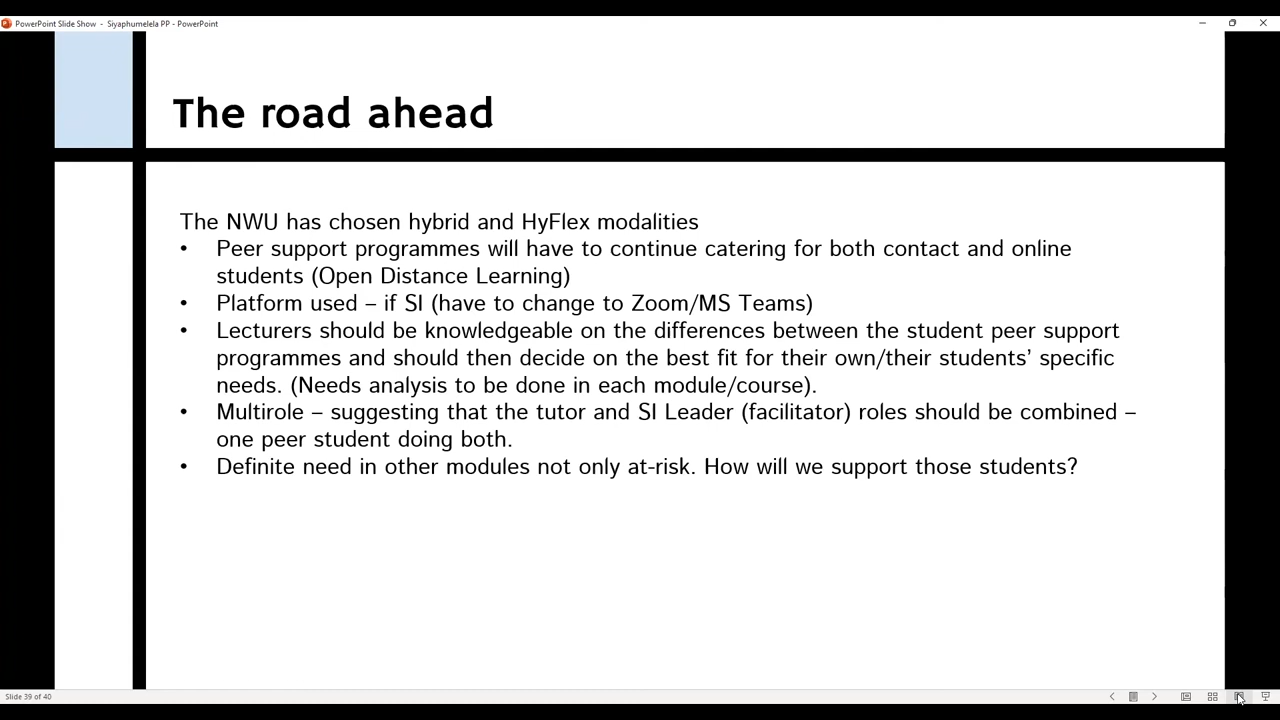 PowerPoint Slide Show - Siyaphumelela PP - PowerPoint
The road ahead
The NWU has chosen hybrid and HyFlex modalities
• Peer support programmes will have to continue catering for both contact and online
students (Open Distance Learning)
• Platform used – if SI (have to change to Zoom/MS Teams)
• Lecturers should be knowledgeable on the differences between the student peer support
programmes and should then decide on the best fit for their own/their students’ specific
needs. (Needs analysis to be done in each module/course).
• Multirole – suggesting that the tutor and SI Leader (facilitator) roles should be combined –
one peer student doing both.
• Definite need in other modules not only at-risk. How will we support those students?
Slide 39 of 40